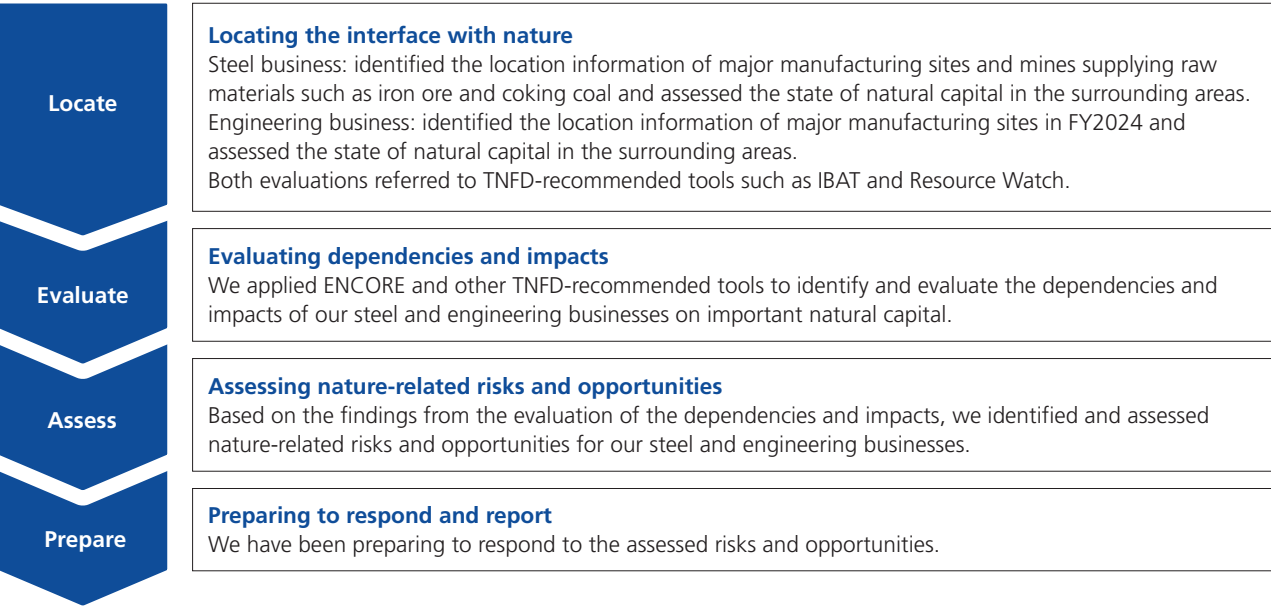 Locate
Locating the interface with nature
Steel business: identified the location information of major manufacturing sites and mines supplying raw
materials such as iron ore and coking coal and assessed the state of natural capital in the surrounding areas.
Engineering business: identified the location information of major manufacturing sites in FY2024 and
assessed the state of natural capital in the surrounding areas.
Both evaluations referred to TNFD-recommended tools such as IBAT and Resource Watch.
Evaluate
Evaluating dependencies and impacts
We applied ENCORE and other TNFD-recommended tools to identify and evaluate the dependencies and
impacts of our steel and engineering businesses on important natural capital.
Assess
Assessing nature-related risks and opportunities
Based on the findings from the evaluation of the dependencies and impacts, we identified and assessed
nature-related risks and opportunities for our steel and engineering businesses.
Prepare
Preparing to respond and report
We have been preparing to respond to the assessed risks and opportunities.